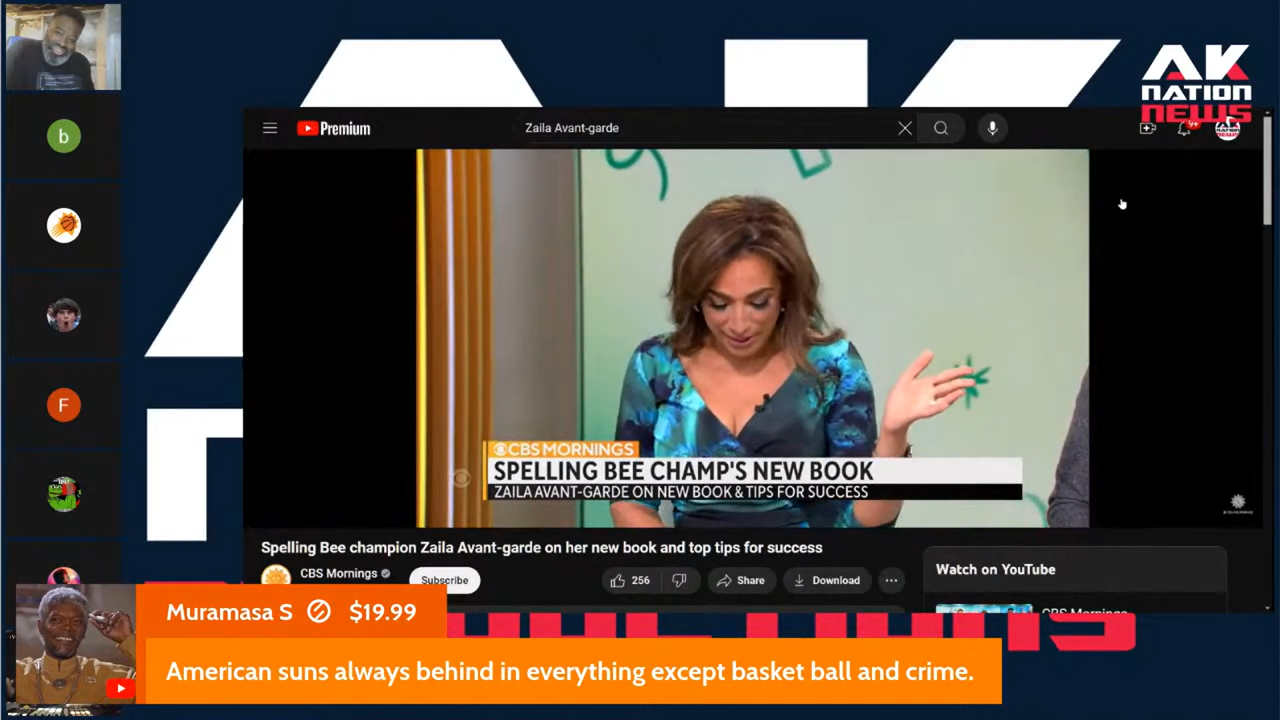 AK
NATION
NEWS
Premium
Zaila Avant-garde
9+
b
F
CBS MORNINGS
SPELLING BEE CHAMP'S NEW BOOK
ZAILA AVANT-GARDE ON NEW BOOK & TIPS FOR SUCCESS
Spelling Bee champion Zaila Avant-garde on her new book and top tips for success
CBS Mornings
Subscribe
256
Share
Download
Watch on YouTube
CBS Mornings
Muramasa S $19.99
American suns always behind in everything except basket ball and crime.